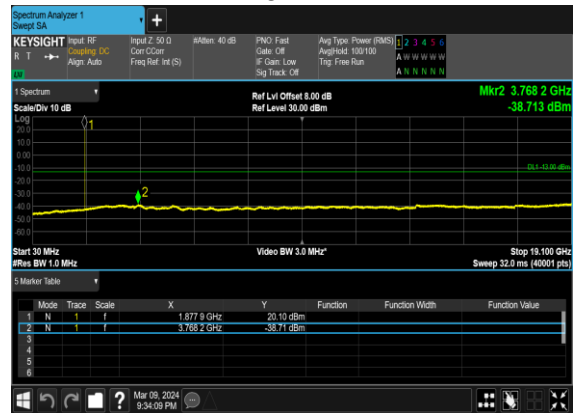 Spectrum Analyzer 1
Swept SA
+
KEYSIGHT Input: RF Input Z: 50 Ω #Atten: 40 dB PNO: Fast Avg Type: Power (RMS) 1 2 3 4 5 6
R T Coupling: DC Corr CCorr Gate: Off Avg|Hold: 100/100 A W W W W W
Align: Auto Freq Ref: Int (S) IF Gain: Low Trig: Free Run
LXI Sig Track: Off A N N N N N
1 Spectrum Ref Lvl Offset 8.00 dB Mkr2 3.768 2 GHz
Scale/Div 10 dB Ref Level 30.00 dBm -38.713 dBm
Log
20.0
10.0
0.00
-10.0
-20.0
-30.0
-40.0
-50.0
-60.0
1
DL1 -13.00 dBm
2
Start 30 MHz Video BW 3.0 MHz* Stop 19.100 GHz
#Res BW 1.0 MHz Sweep 32.0 ms (40001 pts)
5 Marker Table
Mode Trace Scale X Y Function Function Width Function Value
1 N 1 f 1.877 9 GHz 20.10 dBm
2 N 1 f 3.768 2 GHz -38.71 dBm
3
4
5
6
? Mar 09, 2024
9:34:09 PM